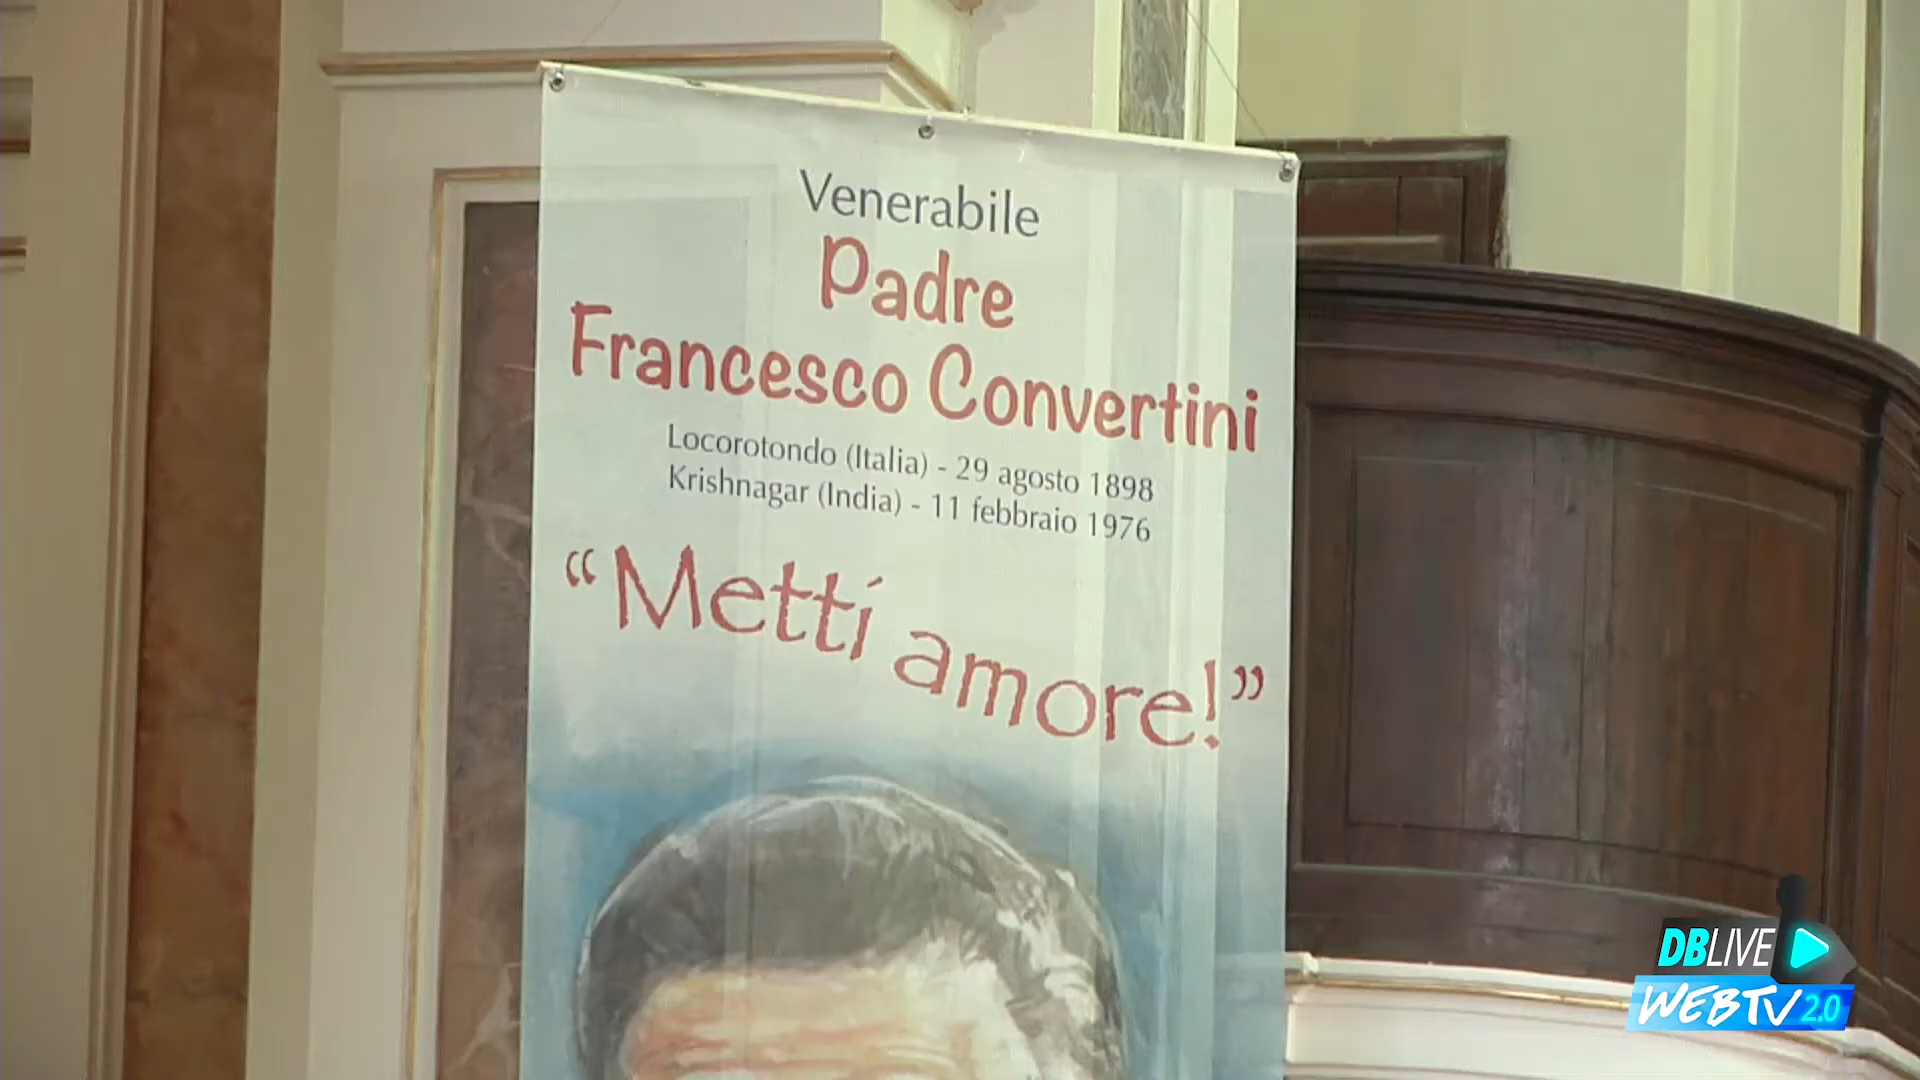 Venerabile
Padre
Francesco Convertini
Locorotondo (Italia) - 29 agosto 1898
Krishnagar (India) - 11 febbraio 1976
“Metti amore!”
DBLIVE
WEBTV 2.0